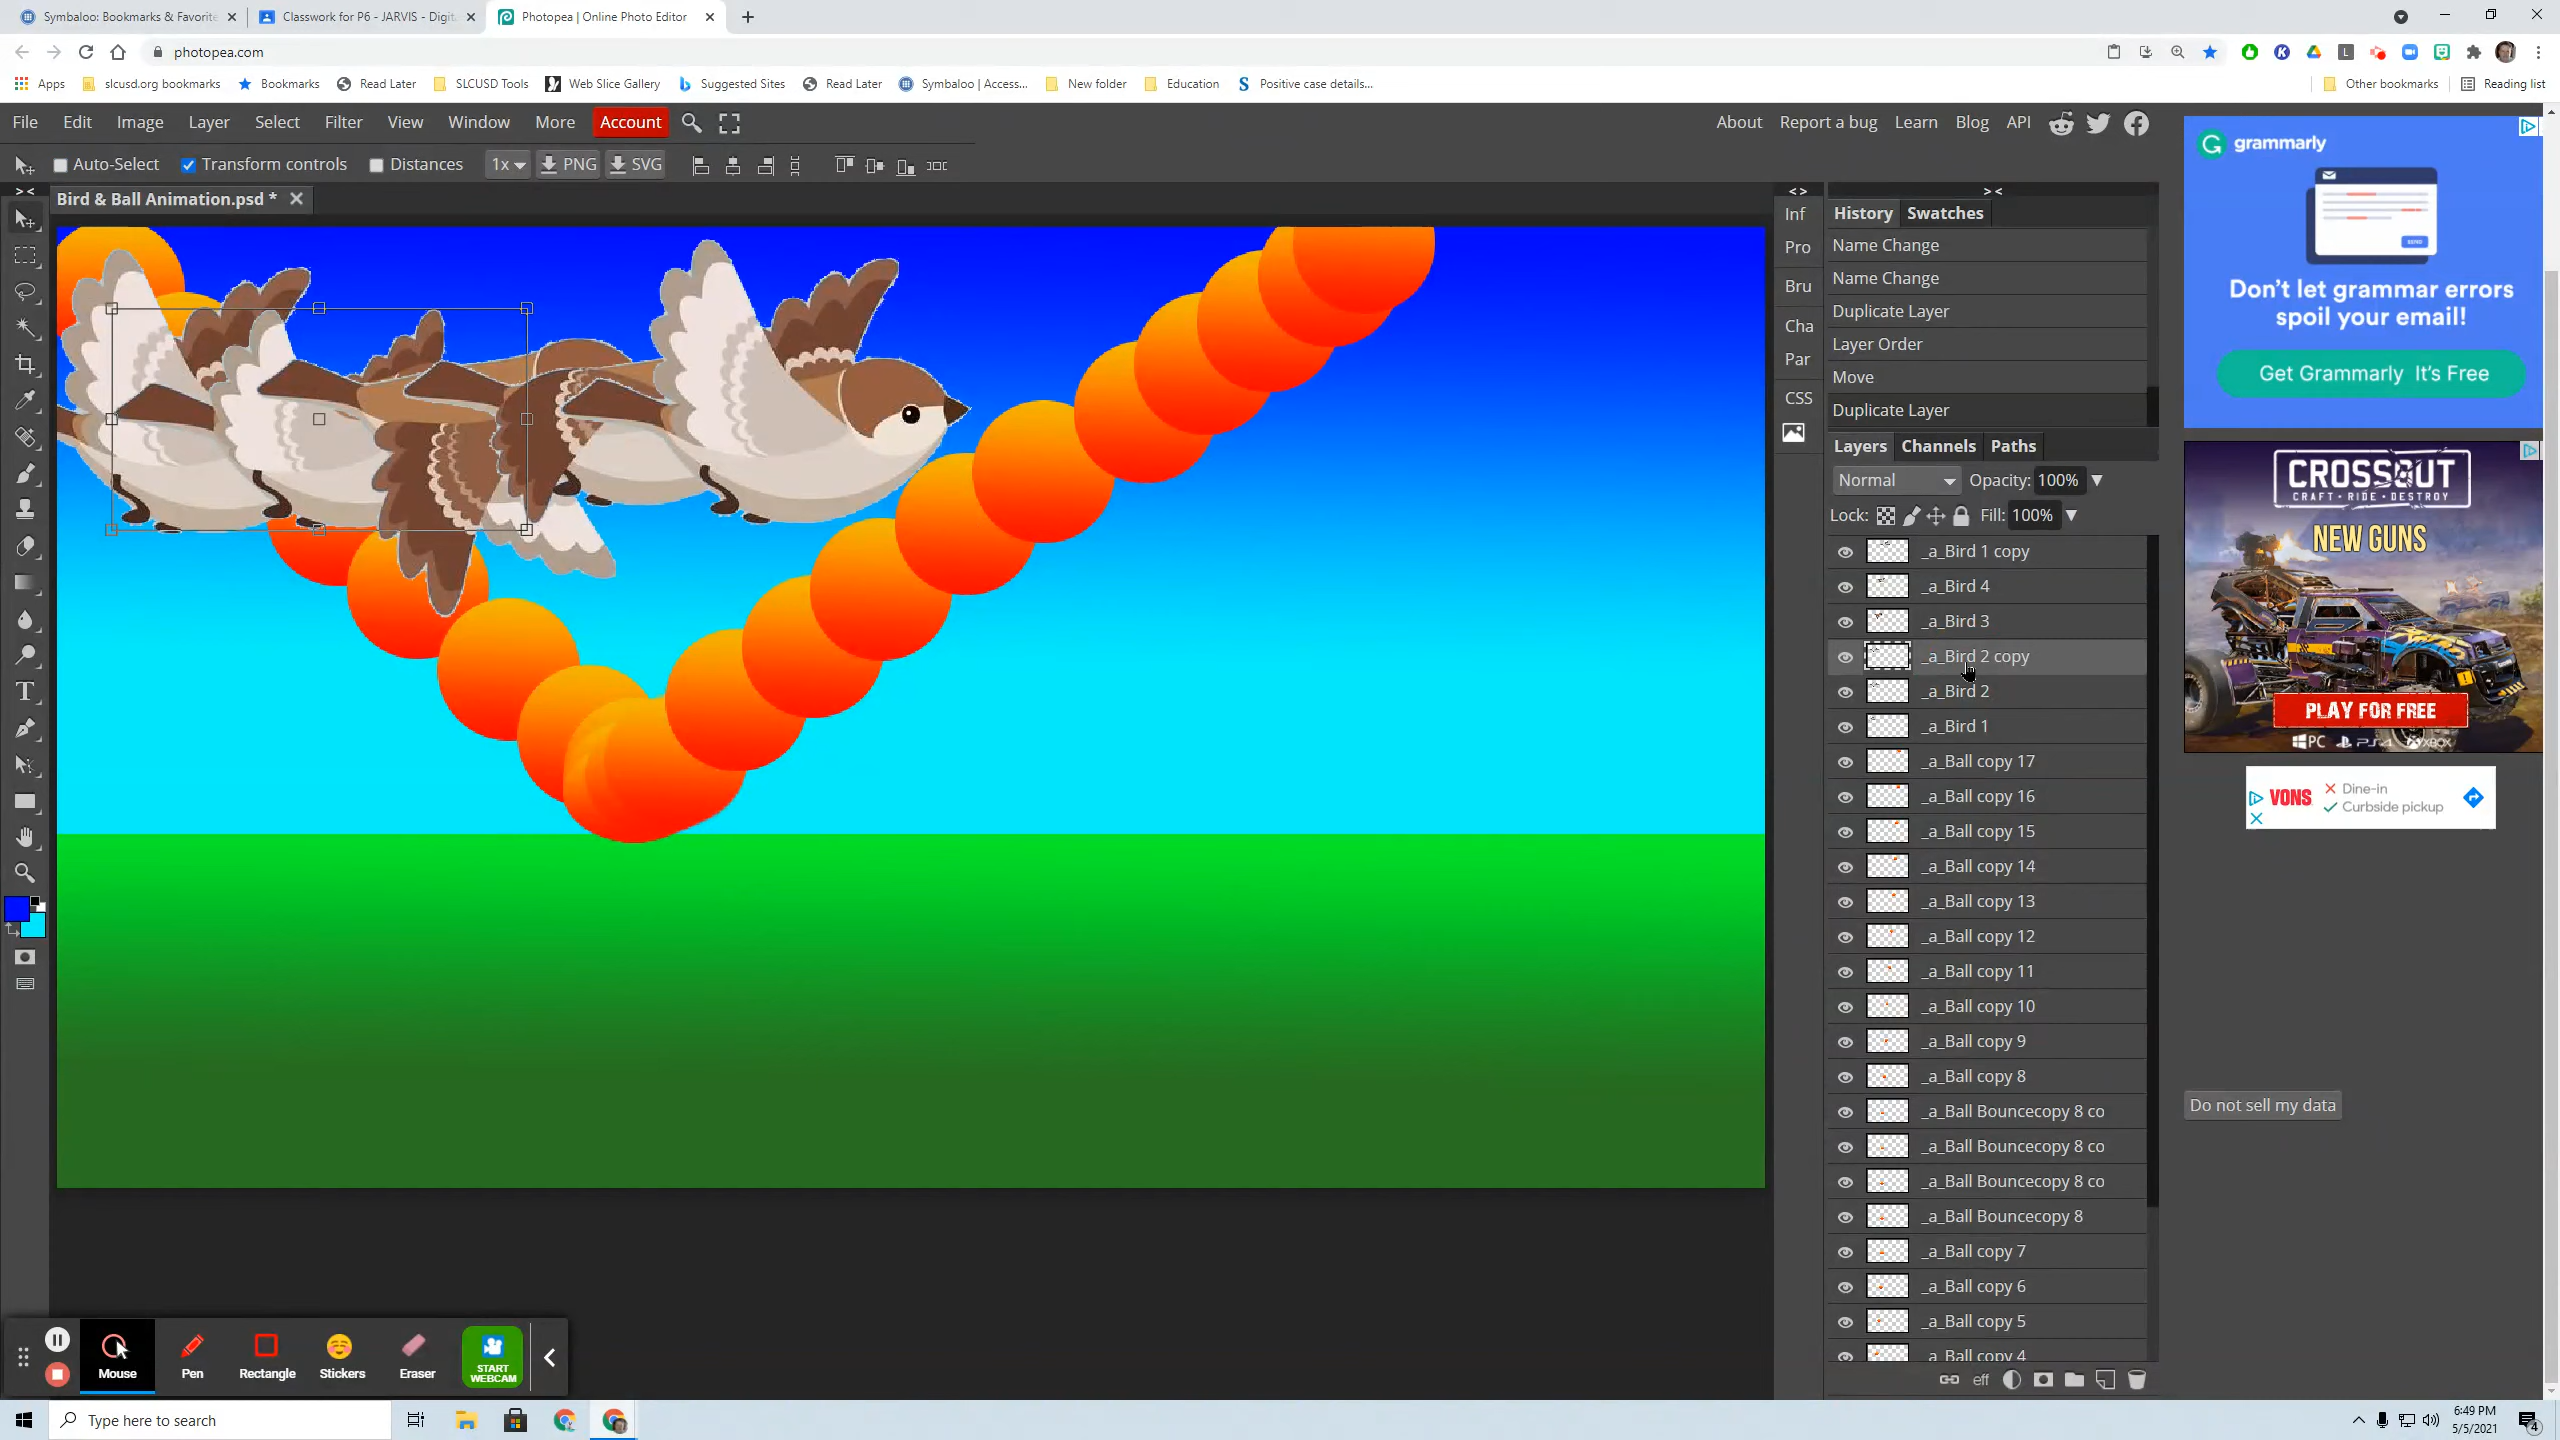 Symbaloo: Bookmarks & Favorite
Classwork for P6 - JARVIS - Digit
Photopea | Online Photo Editor
photopea.com
Apps
slcusd.org bookmarks
Bookmarks
Read Later
SLCUSD Tools
Web Slice Gallery
Suggested Sites
Read Later
Symbaloo | Access...
New folder
Education
Positive case details...
Other bookmarks
Reading list
File Edit Image Layer Select Filter View Window More Account
About Report a bug Learn Blog API
Auto-Select Transform controls Distances 1x PNG SVG
Bird & Ball Animation.psd *
Inf
Pro
Bru
Cha
Par
CSS
History Swatches
Name Change
Name Change
Duplicate Layer
Layer Order
Move
Duplicate Layer
Layers Channels Paths
Normal Opacity: 100%
Lock: Fill: 100%
_a_Bird 1 copy
_a_Bird 4
_a_Bird 3
_a_Bird 2 copy
_a_Bird 2
_a_Bird 1
_a_Ball copy 17
_a_Ball copy 16
_a_Ball copy 15
_a_Ball copy 14
_a_Ball copy 13
_a_Ball copy 12
_a_Ball copy 11
_a_Ball copy 10
_a_Ball copy 9
_a_Ball copy 8
_a_Ball Bouncecopy 8 co
_a_Ball Bouncecopy 8 co
_a_Ball Bouncecopy 8 co
_a_Ball Bouncecopy 8
_a_Ball copy 7
_a_Ball copy 6
_a_Ball copy 5
_a_Ball copy 4
eff
grammarly
SEND
Don't let grammar errors
spoil your email!
Get Grammarly It's Free
CROSSOUT
CRAFT • RIDE • DESTROY
NEW GUNS
PLAY FOR FREE
PC PS4 XBOX
VONS
Dine-in
Curbside pickup
Do not sell my data
Mouse
Pen
Rectangle
Stickers
Eraser
START
WEBCAM
Type here to search
6:49 PM
5/5/2021
4